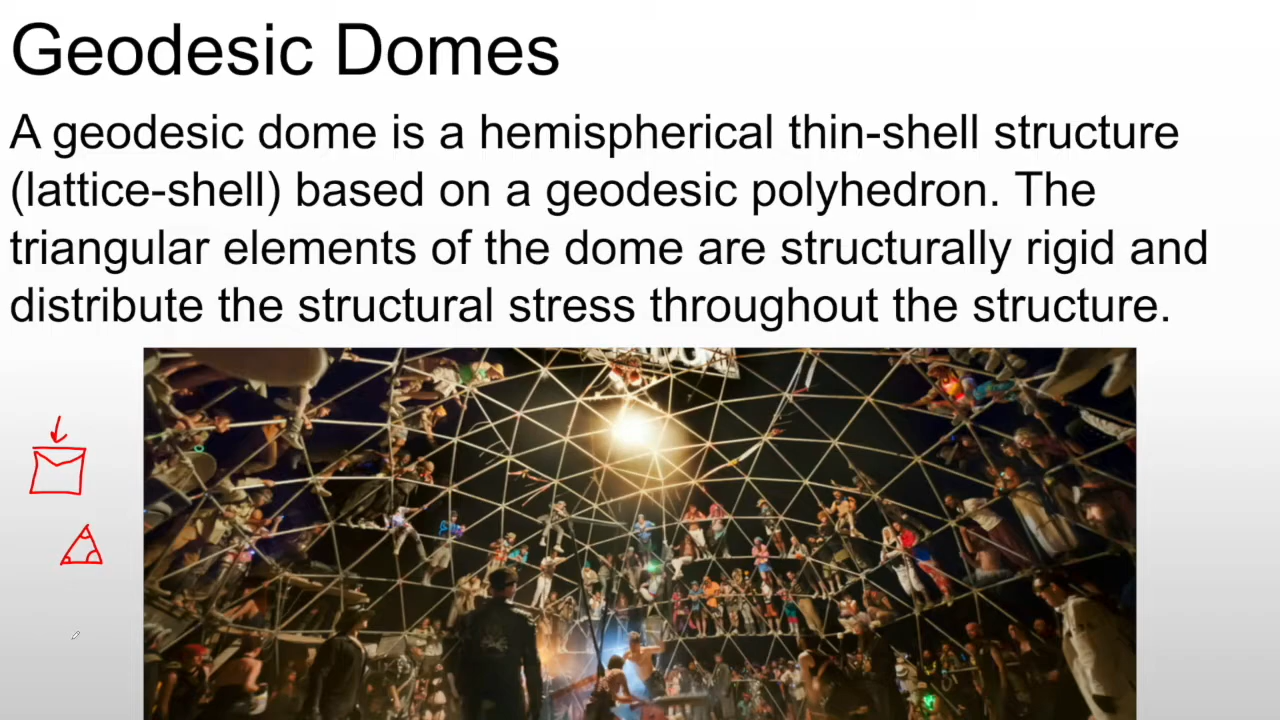 Geodesic Domes
A geodesic dome is a hemispherical thin-shell structure
(lattice-shell) based on a geodesic polyhedron. The
triangular elements of the dome are structurally rigid and
distribute the structural stress throughout the structure.